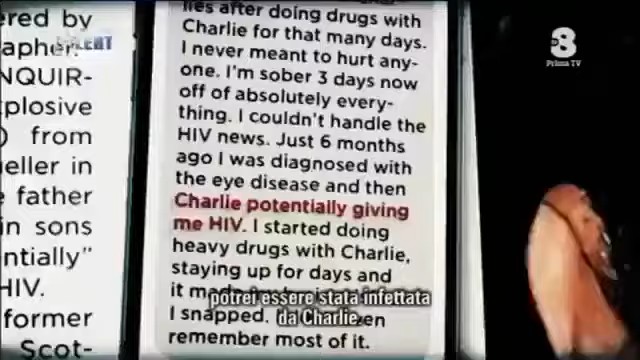 ered by
apher.
NQUIR-
xplosive
) from
eller in
father
in sons
ntially"
HIV.
former
Scot-
lies after doing drugs with
Charlie for that many days.
I never meant to hurt any-
one. I'm sober 3 days now
off of absolutely every-
thing. I couldn't handle the
HIV news. Just 6 months
ago I was diagnosed with
the eye disease and then
Charlie potentially giving
me HIV. I started doing
heavy drugs with Charlie,
staying up for days and
it
I snapped.
remember most of it.
potrei essere stata infettata
da Charlie.
8
Prima TV